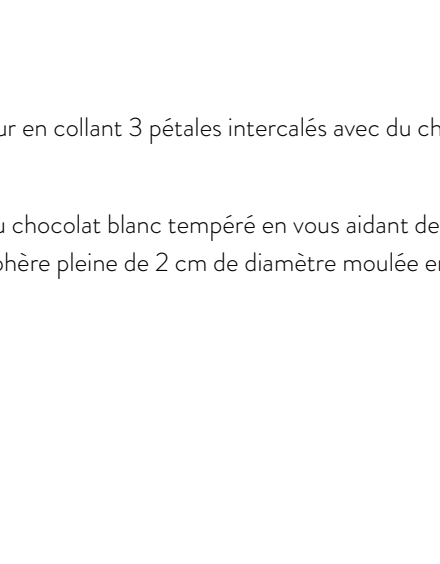 ur en collant 3 pétales intercalés avec du ch
u chocolat blanc tempéré en vous aidant de
phère pleine de 2 cm de diamètre moulée e